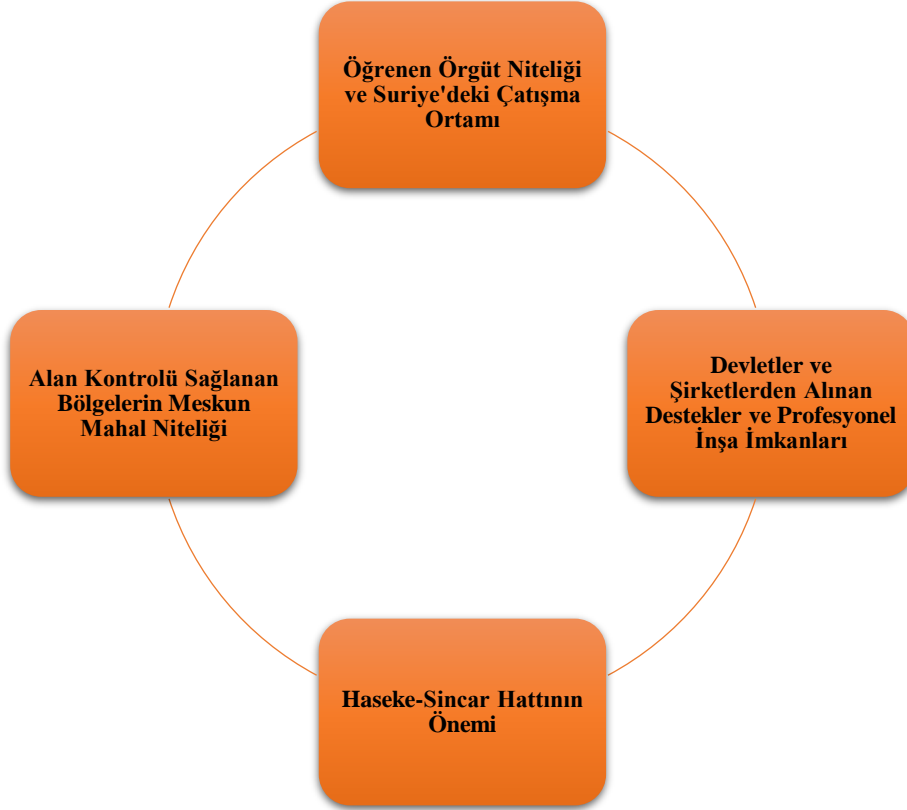 Öğrenen Örgüt Niteliği
ve Suriye'deki Çatışma
Ortamı
Alan Kontrolü Sağlanan
Bölgelerin Meskun
Mahal Niteliği
Devletler ve
Şirketlerden Alınan
Destekler ve Profesyonel
İnşa İmkanları
Haseke-Sincar Hattının
Önemi